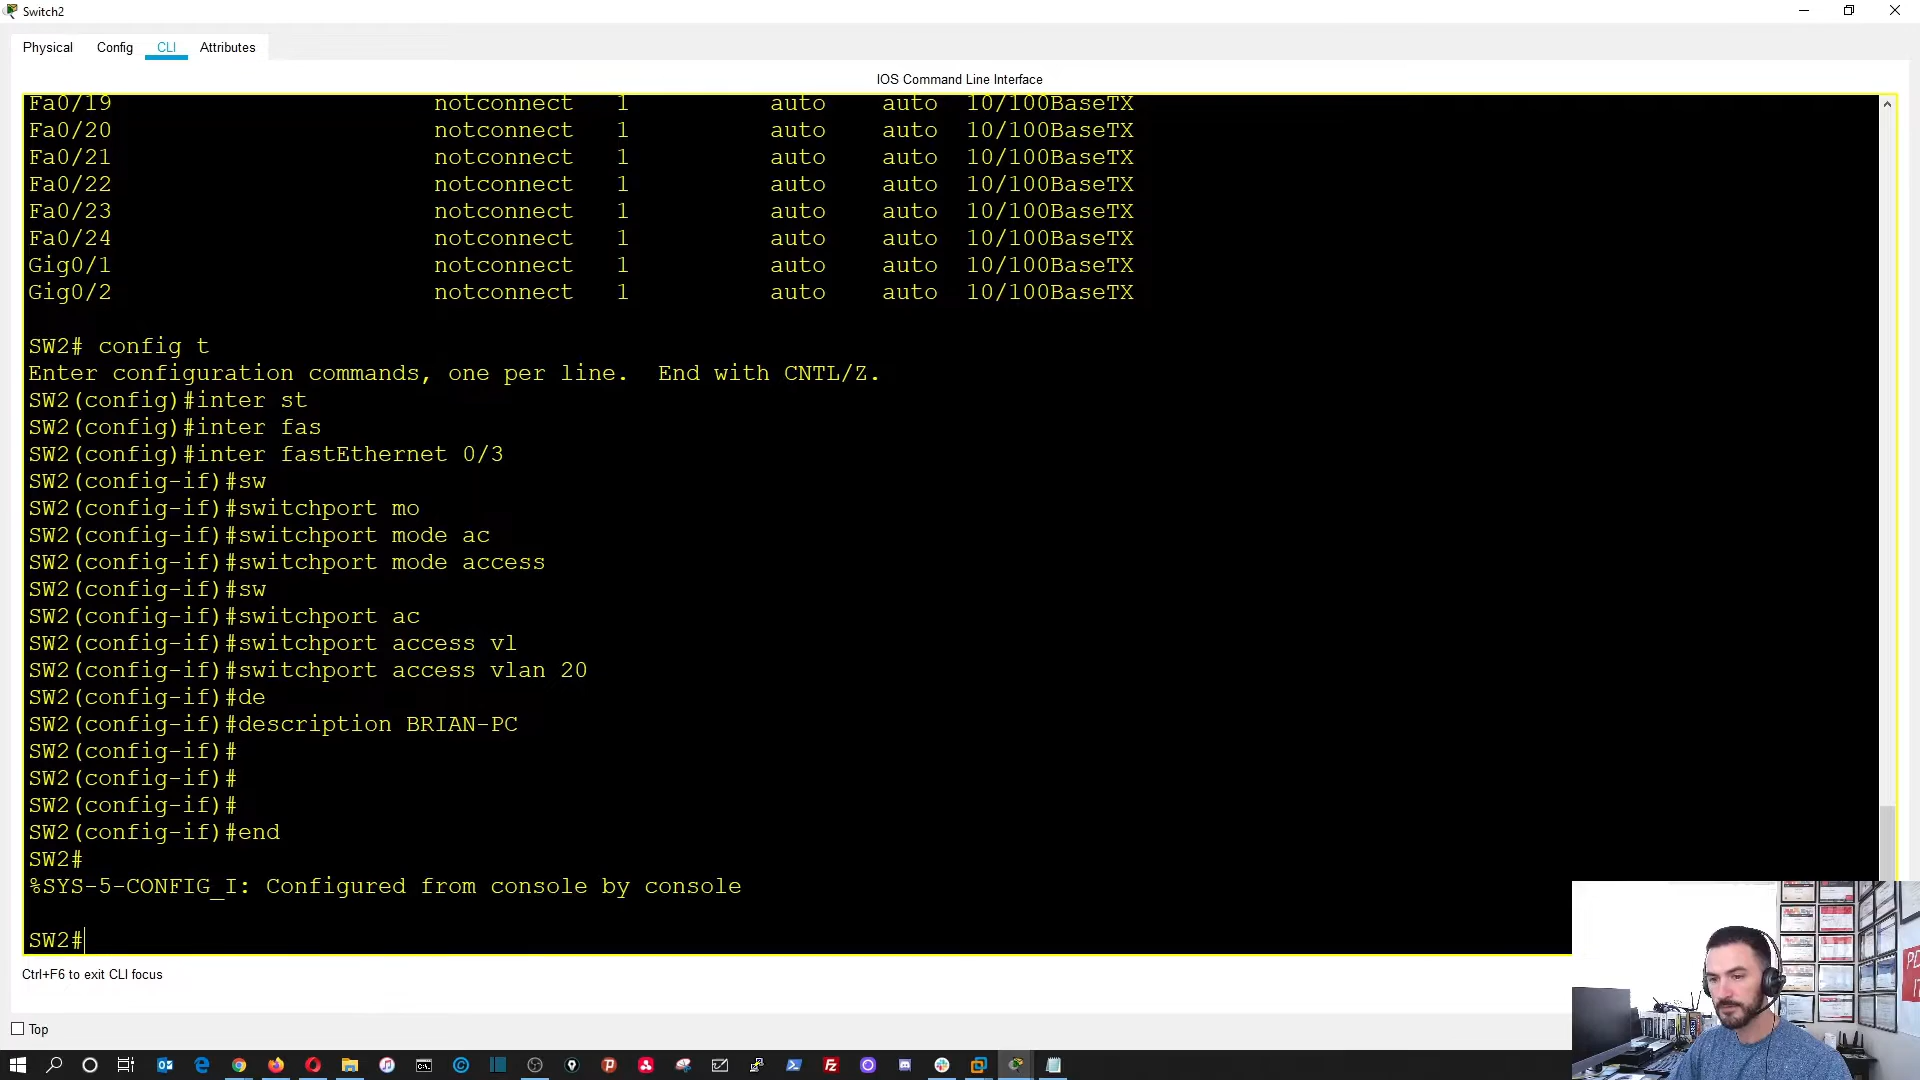 Switch2
Physical Config CLI Attributes
IOS Command Line Interface
Fa0/19 notconnect 1 auto auto 10/100BaseTX
Fa0/20 notconnect 1 auto auto 10/100BaseTX
Fa0/21 notconnect 1 auto auto 10/100BaseTX
Fa0/22 notconnect 1 auto auto 10/100BaseTX
Fa0/23 notconnect 1 auto auto 10/100BaseTX
Fa0/24 notconnect 1 auto auto 10/100BaseTX
Gig0/1 notconnect 1 auto auto 10/100BaseTX
Gig0/2 notconnect 1 auto auto 10/100BaseTX
SW2# config t
Enter configuration commands, one per line. End with CNTL/Z.
SW2(config)#inter st
SW2(config)#inter fas
SW2(config)#inter fastEthernet 0/3
SW2(config-if)#sw
SW2(config-if)#switchport mo
SW2(config-if)#switchport mode ac
SW2(config-if)#switchport mode access
SW2(config-if)#sw
SW2(config-if)#switchport ac
SW2(config-if)#switchport access vl
SW2(config-if)#switchport access vlan 20
SW2(config-if)#de
SW2(config-if)#description BRIAN-PC
SW2(config-if)#
SW2(config-if)#
SW2(config-if)#
SW2(config-if)#end
SW2#
%SYS-5-CONFIG_I: Configured from console by console
SW2#
Ctrl+F6 to exit CLI focus
Top